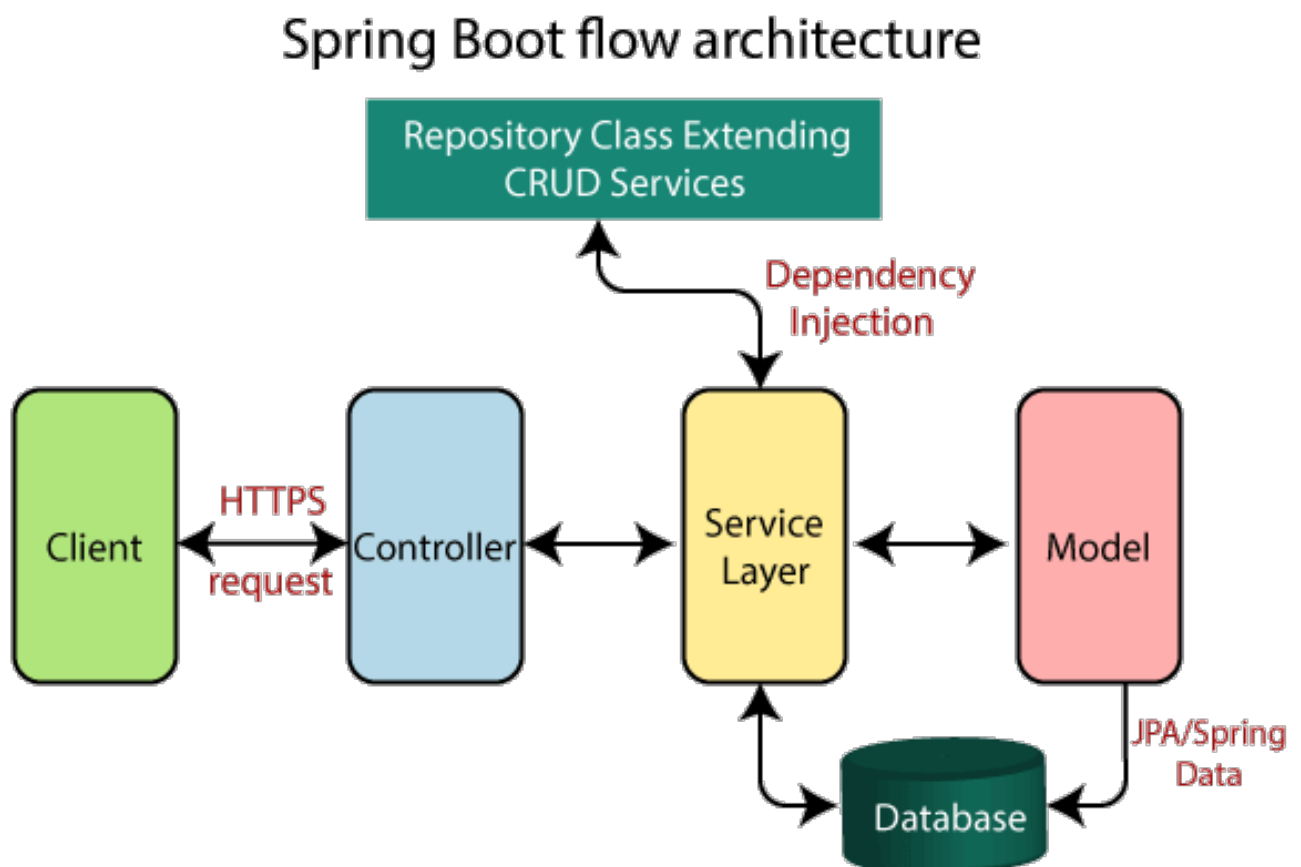 Spring Boot flow architecture
Repository Class Extending
CRUD Services
Dependency
Injection
Client
HTTPS
request
Controller
Service
Layer
Model
JPA/Spring
Data
Database